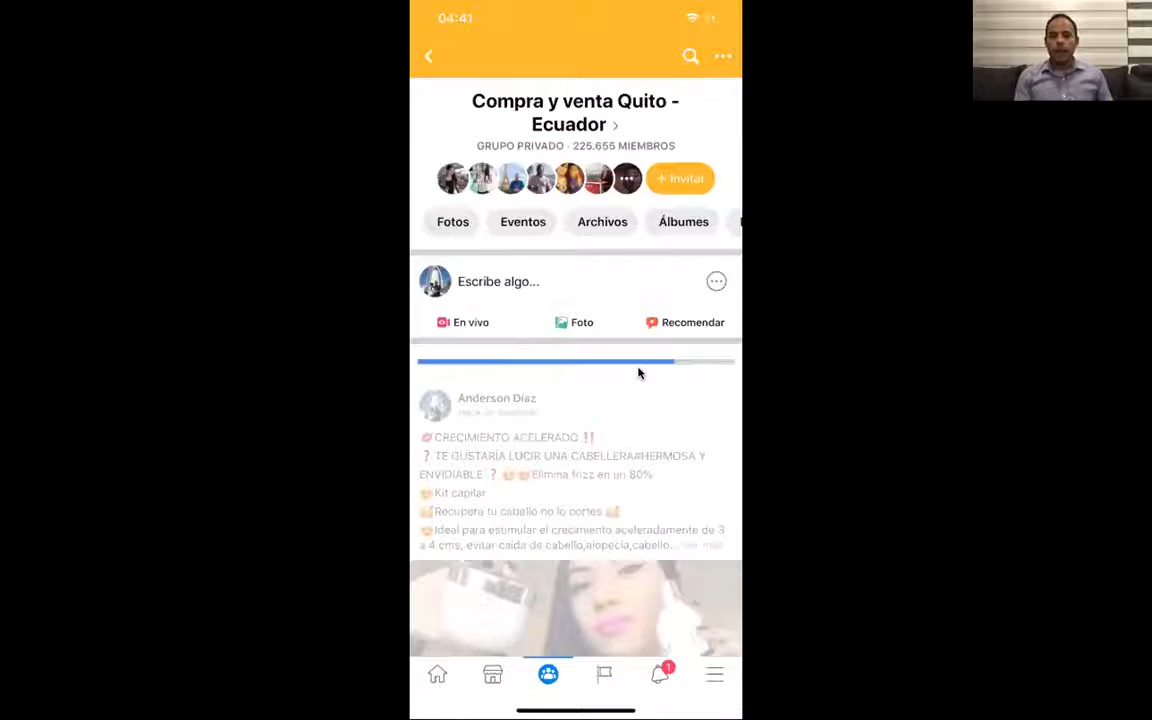 04:41
Compra y venta Quito -
Ecuador >
GRUPO PRIVADO · 225.655 MIEMBROS
+ Invitar
Fotos Eventos Archivos Álbumes
Escribe algo...
En vivo Foto Recomendar
Anderson Díaz
💋CRECIMIENTO ACELERADO ‼️
❔ TE GUSTARÍA LUCIR UNA CABELLERA#HERMOSA Y
ENVIDIABLE ❔ Elimina frizz en un 80%
Kit capilar
Recupera tu cabello no lo cortes
Ideal para estimular el crecimiento aceleradamente de 3
a 4 cms, evitar caida de cabello,alopecia,cabello... Ver más
1